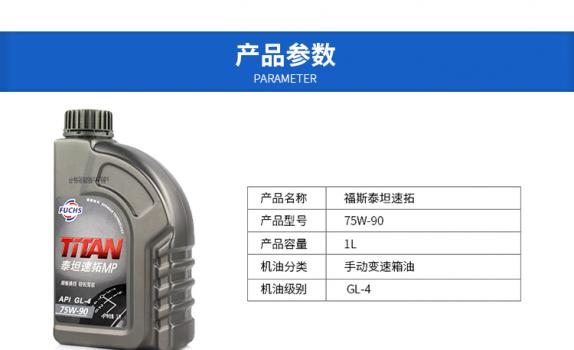 产品参数
PARAMETER
产品名称 福斯泰坦速拓
产品型号 75W-90
产品容量 1L
机油分类 手动变速箱油
机油级别 GL-4
FUCHS
TITAN
泰坦速拓MP
API GL-4
75W-90